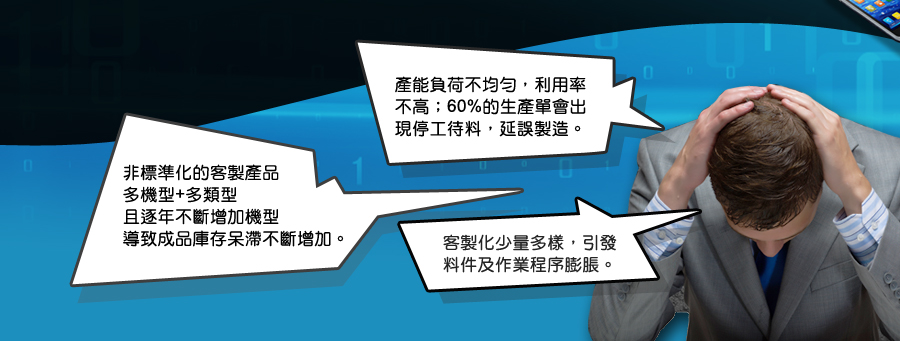 產能負荷不均勻，利用率
不高；60%的生產單會出
現停工待料，延誤製造。
非標準化的客製產品
多機型+多類型
且逐年不斷增加機型
導致成品庫存呆滯不斷增加。
客製化少量多樣，引發
料件及作業程序膨脹。